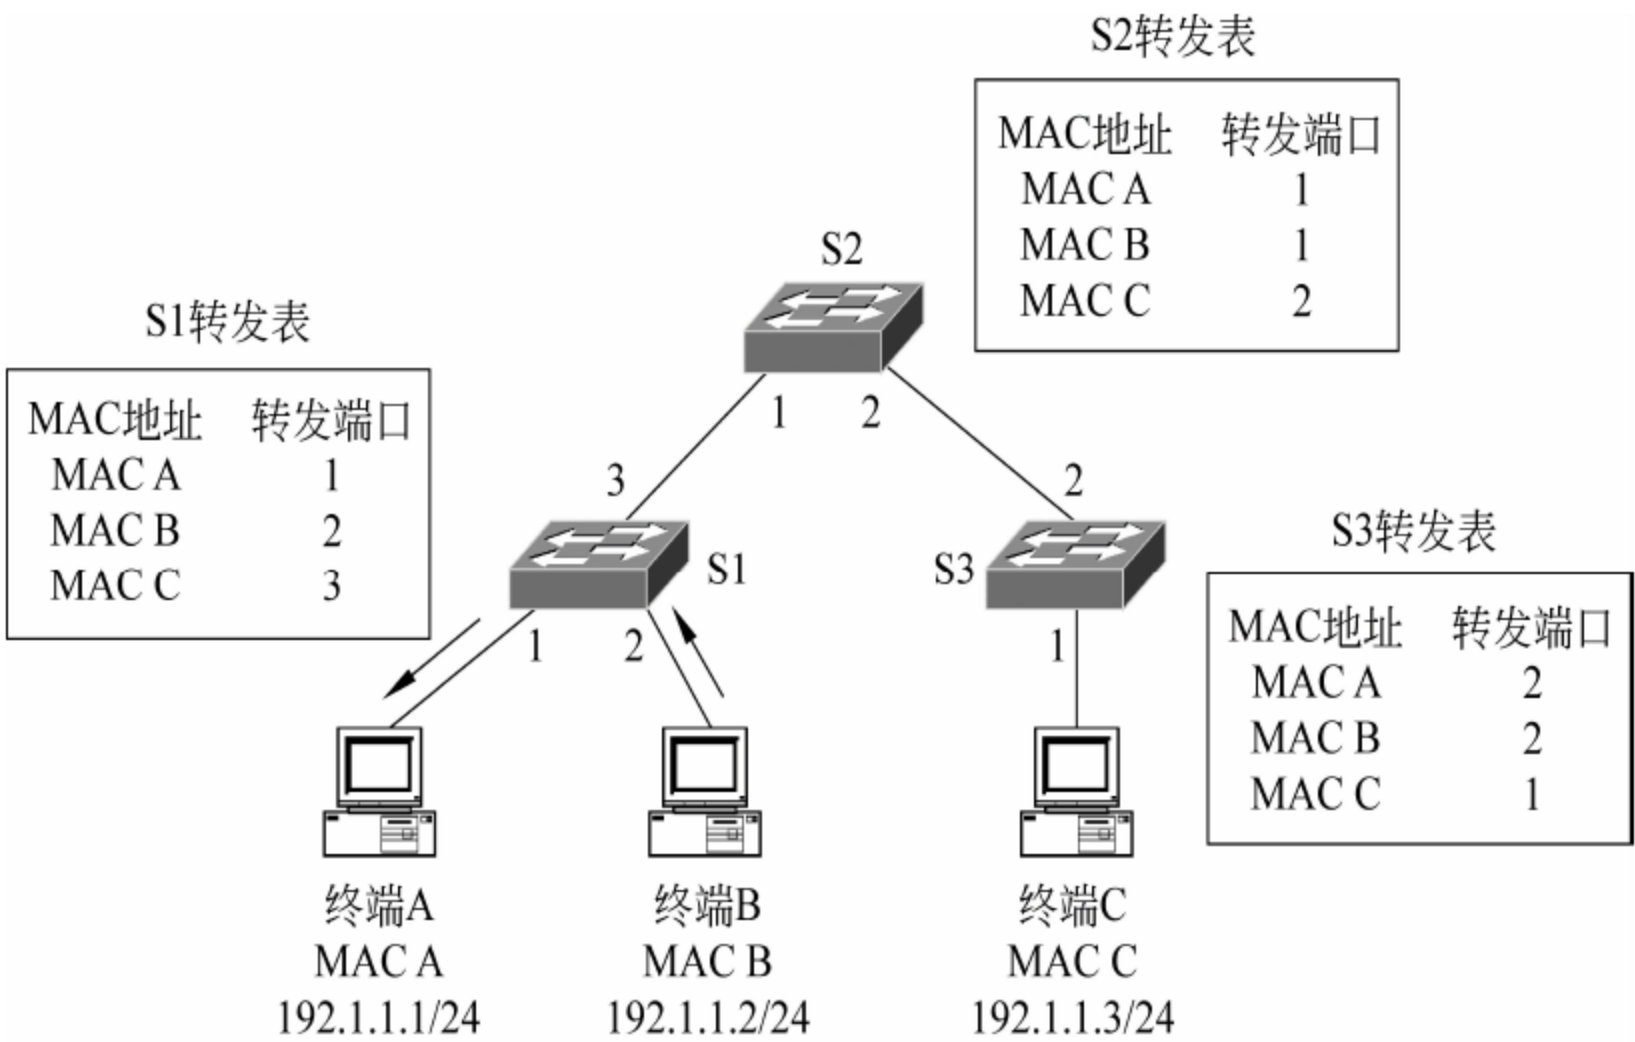 S2转发表
MAC地址 转发端口
MAC A 1
MAC B 1
MAC C 2
S2
1 2
S1转发表
MAC地址 转发端口
MAC A 1
MAC B 2
MAC C 3
3
S1
1 2
2
S3
1
S3转发表
MAC地址 转发端口
MAC A 2
MAC B 2
MAC C 1
终端A
MAC A
192.1.1.1/24
终端B
MAC B
192.1.1.2/24
终端C
MAC C
192.1.1.3/24